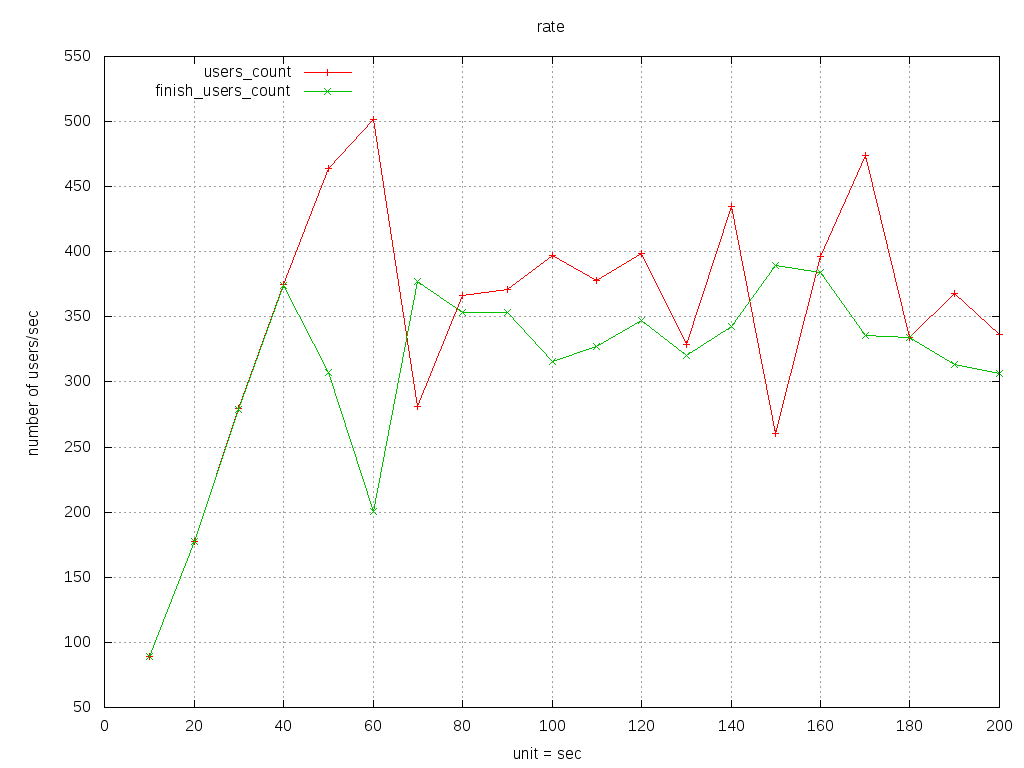 rate
users_count
finish_users_count
550
500
450
400
350
300
250
200
150
100
50
number of users/sec
0 20 40 60 80 100 120 140 160 180 200
unit = sec